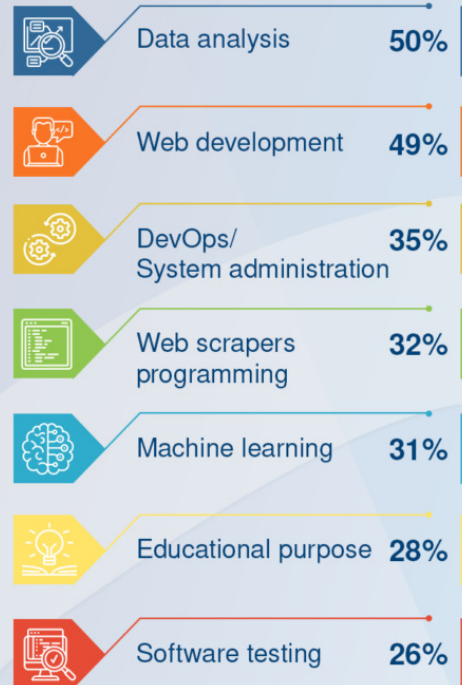 Data analysis 50%
Web development 49%
DevOps/ 35%
System administration
Web scrapers 32%
programming
Machine learning 31%
Educational purpose 28%
Software testing 26%